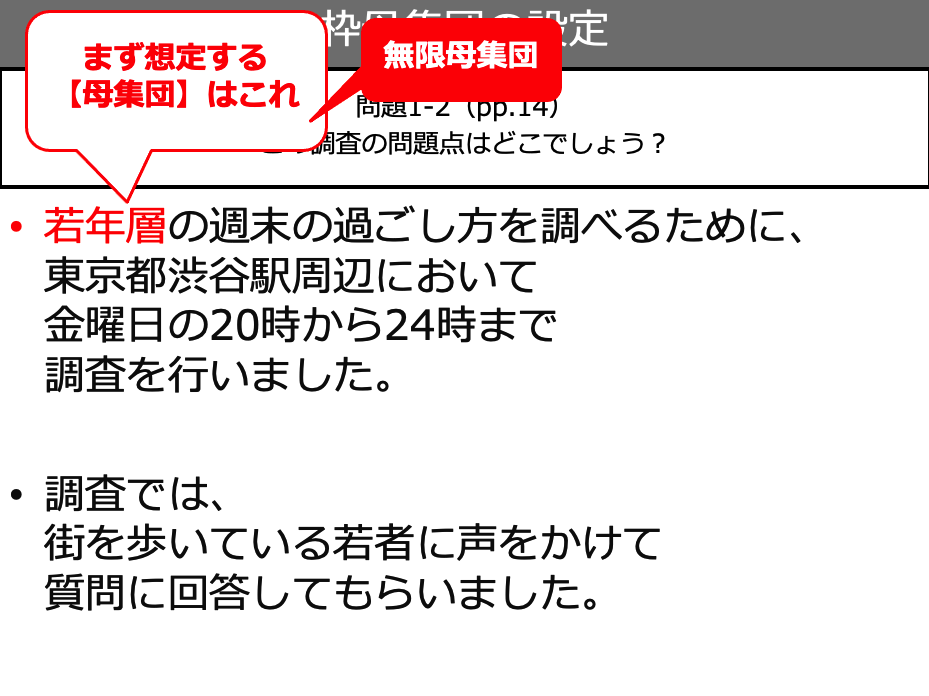 枠母集団の設定
まず想定する
【母集団】はこれ
無限母集団
問題1-2（pp.14）
調査の問題点はどこでしょう？
• 若年層の週末の過ごし方を調べるために、
東京都渋谷駅周辺において
金曜日の20時から24時まで
調査を行いました。
• 調査では、
街を歩いている若者に声をかけて
質問に回答してもらいました。